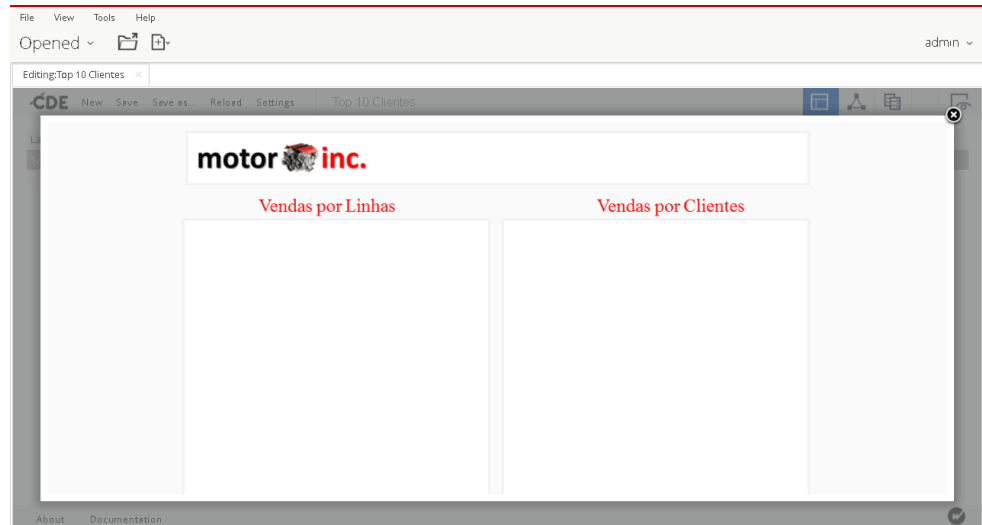 File View Tools Help
Opened
admin
Editing:Top 10 Clientes ×
CDE New Save Save as... Reload Settings Top 10 Clientes
motor inc.
Vendas por Linhas Vendas por Clientes
About Documentation